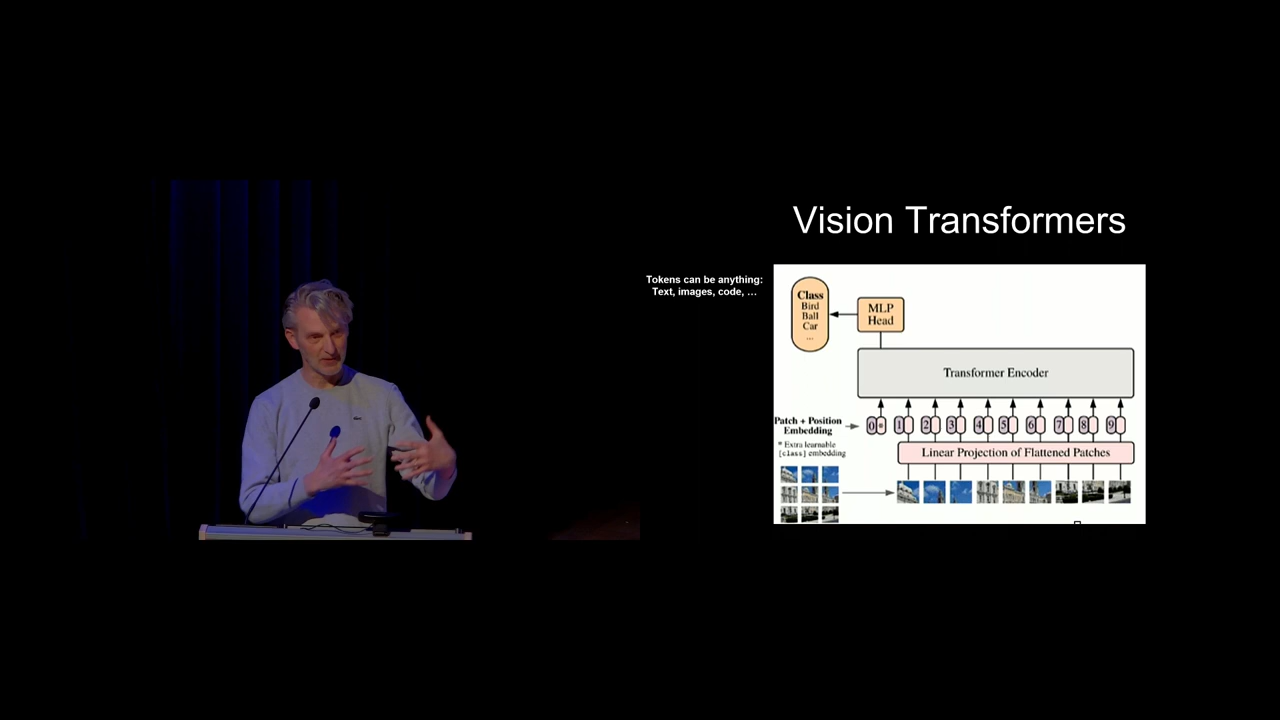 Vision Transformers
Tokens can be anything:
Text, images, code, ...
Class
Bird
Ball
Car
...
MLP
Head
Transformer Encoder
Patch + Position
Embedding
0 * 1 2 3 4 5 6 7 8 9
* Extra learnable
[class] embedding
Linear Projection of Flattened Patches